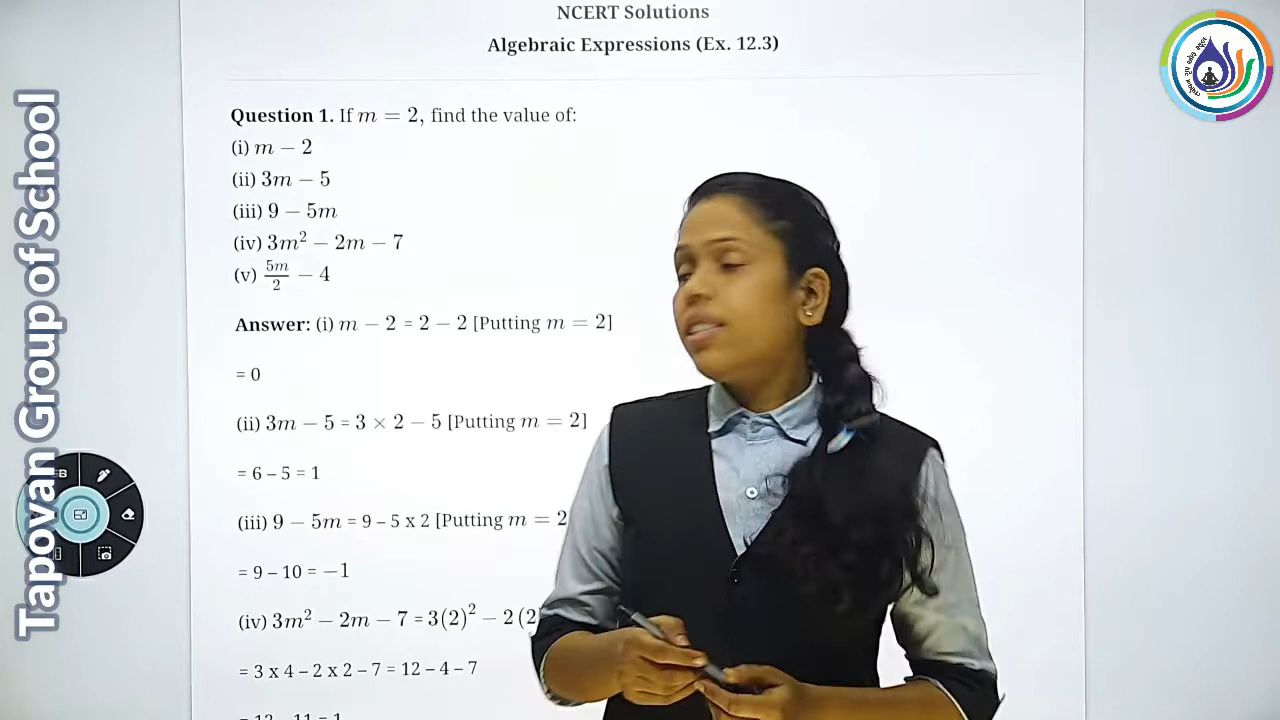 NCERT Solutions
Algebraic Expressions (Ex. 12.3)
Tapovan Group of School
Question 1. If m = 2, find the value of:
(i) m − 2
(ii) 3m − 5
(iii) 9 − 5m
(iv) 3m² − 2m − 7
(v) 5m/2 − 4
Answer: (i) m − 2 = 2 − 2 [Putting m = 2]
= 0
(ii) 3m − 5 = 3 × 2 − 5 [Putting m = 2]
= 6 – 5 = 1
(iii) 9 − 5m = 9 – 5 x 2 [Putting m = 2
= 9 – 10 = −1
(iv) 3m² − 2m − 7 = 3(2)² − 2 (2
= 3 x 4 – 2 x 2 – 7 = 12 – 4 – 7
= 12 – 11 = 1